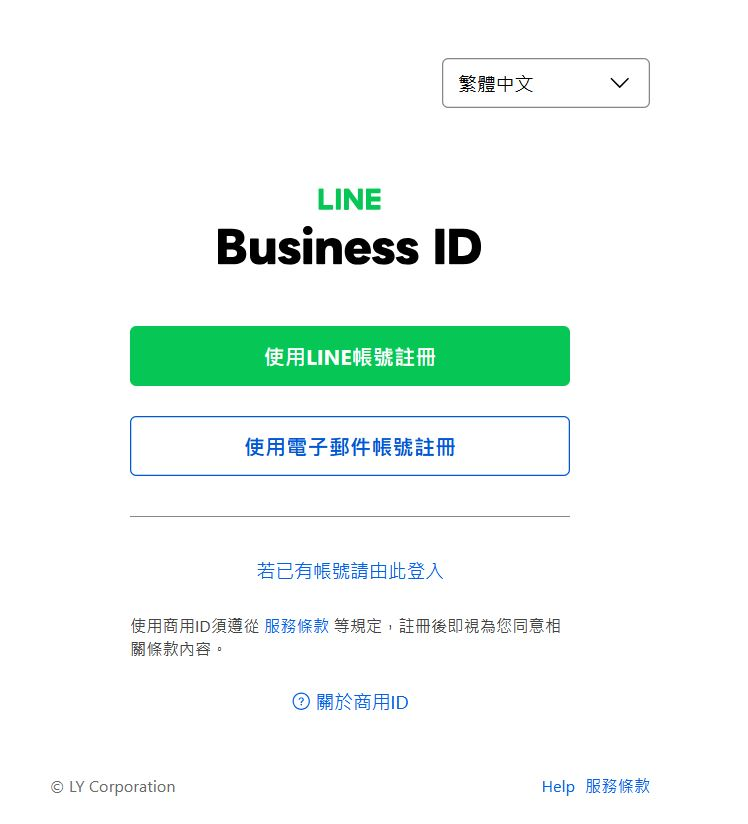 繁體中文
LINE
Business ID
使用LINE帳號註冊
使用電子郵件帳號註冊
若已有帳號請由此登入
使用商用ID須遵從 服務條款 等規定，註冊後即視為您同意相
關條款內容。
? 關於商用ID
© LY Corporation
Help 服務條款